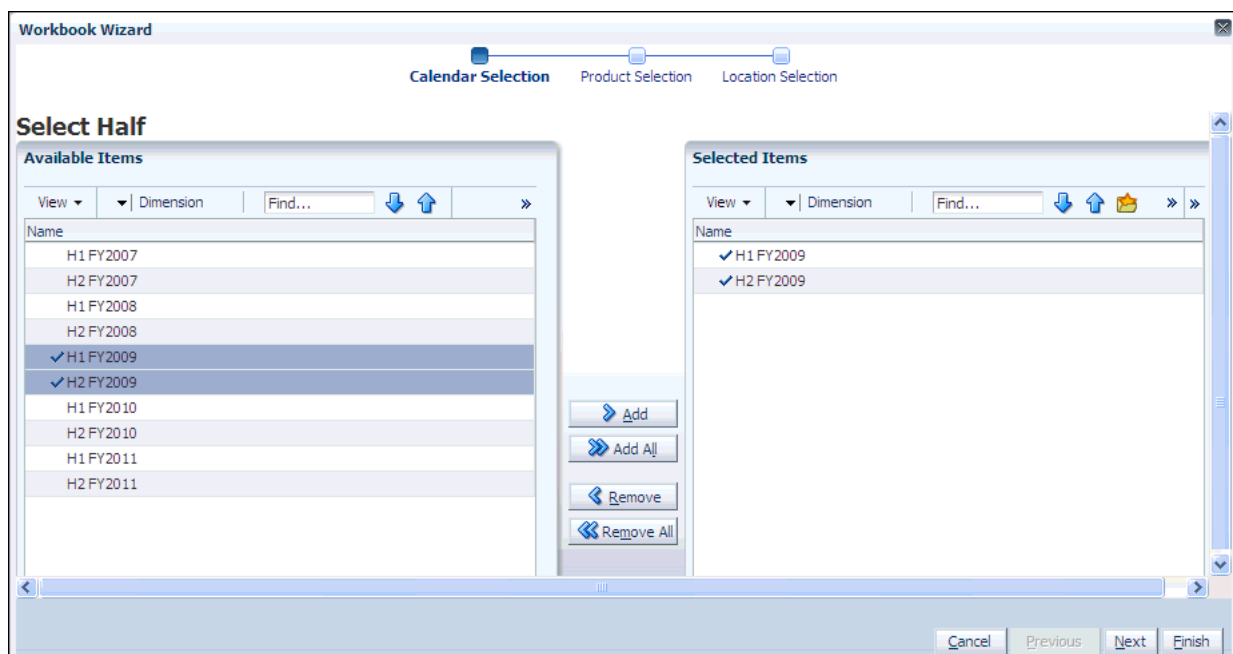 Workbook Wizard
Calendar Selection Product Selection Location Selection
Select Half
Available Items
View Dimension Find... »
Name
H1 FY2007
H2 FY2007
H1 FY2008
H2 FY2008
H1 FY2009
H2 FY2009
H1 FY2010
H2 FY2010
H1 FY2011
H2 FY2011
Add
Add All
Remove
Remove All
Selected Items
View Dimension Find... » »
Name
H1 FY2009
H2 FY2009
Cancel Previous Next Finish